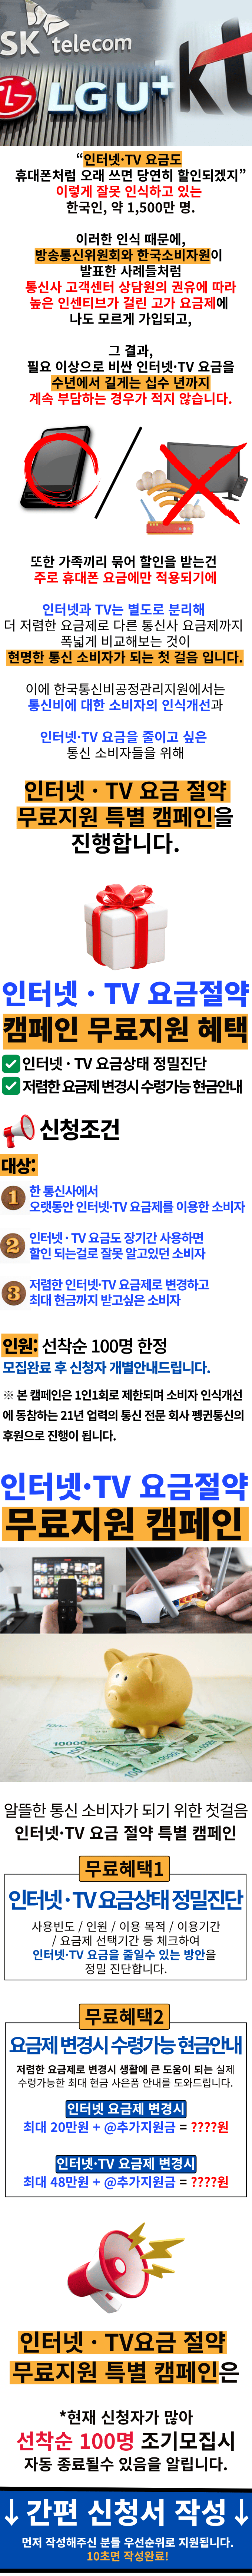 SK telecom
LG U+
kt
“인터넷·TV 요금도
휴대폰처럼 오래 쓰면 당연히 할인되겠지”
이렇게 잘못 인식하고 있는
한국인, 약 1,500만 명.
이러한 인식 때문에,
방송통신위원회와 한국소비자원이
발표한 사례들처럼
통신사 고객센터 상담원의 권유에 따라
높은 인센티브가 걸린 고가 요금제에
나도 모르게 가입되고,
그 결과,
필요 이상으로 비싼 인터넷·TV 요금을
수년에서 길게는 십수 년까지
계속 부담하는 경우가 적지 않습니다.
또한 가족끼리 묶어 할인을 받는건
주로 휴대폰 요금에만 적용되기에
인터넷과 TV는 별도로 분리해
더 저렴한 요금제로 다른 통신사 요금제까지
폭넓게 비교해보는 것이
현명한 통신 소비자가 되는 첫 걸음 입니다.
이에 한국통신비공정관리지원에서는
통신비에 대한 소비자의 인식개선과
인터넷·TV 요금을 줄이고 싶은
통신 소비자들을 위해
인터넷 · TV 요금 절약
무료지원 특별 캠페인을
진행합니다.
인터넷 · TV 요금절약
캠페인 무료지원 혜택
인터넷 · TV 요금상태 정밀진단
저렴한 요금제 변경시 수령가능 현금안내
신청조건
대상:
1 한 통신사에서
오랫동안 인터넷·TV 요금제를 이용한 소비자
2 인터넷 · TV 요금도 장기간 사용하면
할인 되는걸로 잘못 알고있던 소비자
3 저렴한 인터넷·TV 요금제로 변경하고
최대 현금까지 받고싶은 소비자
인원: 선착순 100명 한정
모집완료 후 신청자 개별안내드립니다.
※ 본 캠페인은 1인1회로 제한되며 소비자 인식개선
에 동참하는 21년 업력의 통신 전문 회사 펭귄통신의
후원으로 진행이 됩니다.
인터넷·TV 요금절약
무료지원 캠페인
알뜰한 통신 소비자가 되기 위한 첫걸음
인터넷·TV 요금 절약 특별 캠페인
무료혜택1
인터넷·TV 요금상태 정밀진단
사용빈도 / 인원 / 이용 목적 / 이용기간
/ 요금제 선택기간 등 체크하여
인터넷·TV 요금을 줄일수 있는 방안을
정밀 진단합니다.
무료혜택2
요금제 변경시 수령가능 현금안내
저렴한 요금제로 변경시 생활에 큰 도움이 되는 실제
수령가능한 최대 현금 사은품 안내를 도와드립니다.
인터넷 요금제 변경시
최대 20만원 + @추가지원금 = ????원
인터넷·TV 요금제 변경시
최대 48만원 + @추가지원금 = ????원
인터넷 · TV요금 절약
무료지원 특별 캠페인은
*현재 신청자가 많아
선착순 100명 조기모집시
자동 종료될수 있음을 알립니다.
↓간편 신청서 작성↓
먼저 작성해주신 분들 우선순위로 지원됩니다.
10초면 작성완료!